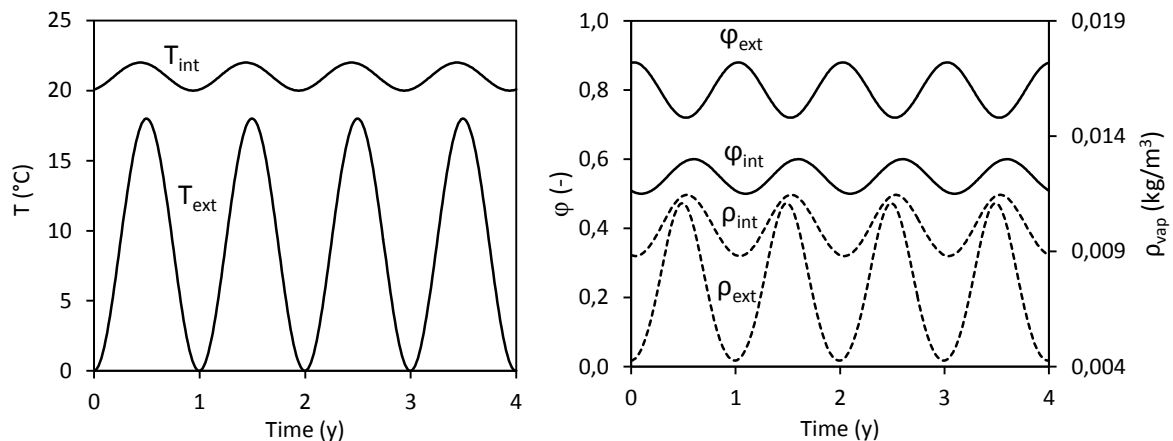 25
20
15
10
5
0
T (°C)
T_int
T_ext
0 1 2 3 4
Time (y)
1,0
0,8
0,6
0,4
0,2
0,0
φ (-)
φ_ext
φ_int
ρ_int
ρ_ext
0,019
0,014
0,009
0,004
ρ_vap (kg/m³)
0 1 2 3 4
Time (y)